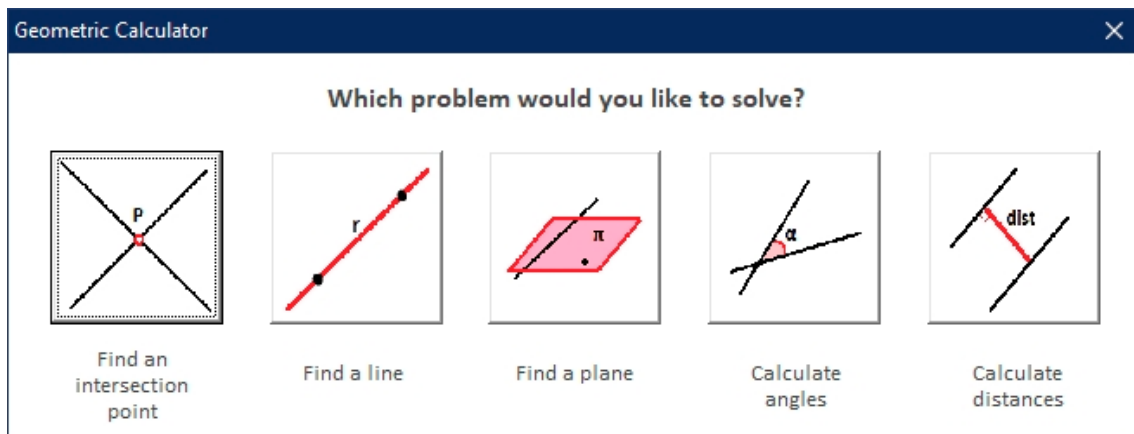 Geometric Calculator
Which problem would you like to solve?
P
r
π
α
dist
Find an
intersection
point
Find a line
Find a plane
Calculate
angles
Calculate
distances